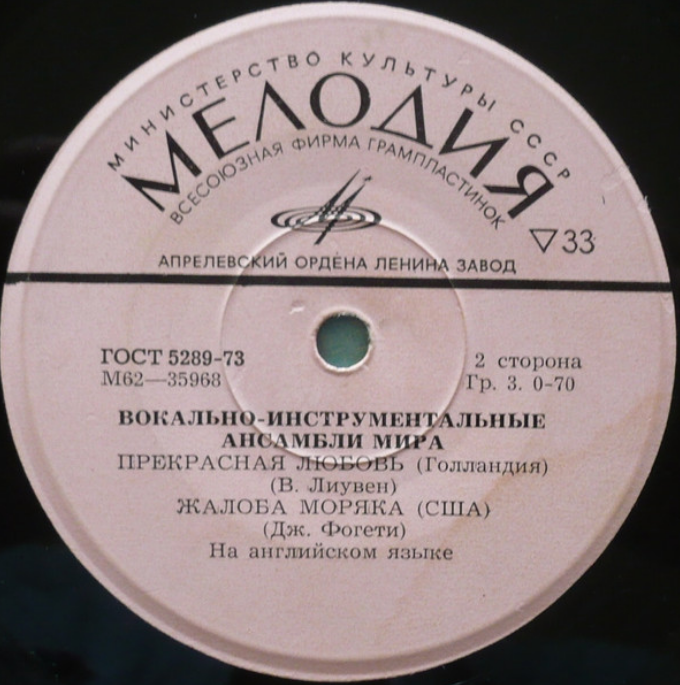 МИНИСТЕРСТВО КУЛЬТУРЫ СССР
МЕЛОДИЯ
ВСЕСОЮЗНАЯ ФИРМА ГРАМПЛАСТИНОК
▽33
АПРЕЛЕВСКИЙ ОРДЕНА ЛЕНИНА ЗАВОД
ГОСТ 5289-73
М62—35968
2 сторона
Гр. 3. 0-70
ВОКАЛЬНО-ИНСТРУМЕНТАЛЬНЫЕ
АНСАМБЛИ МИРА
ПРЕКРАСНАЯ ЛЮБОВЬ (Голландия)
(В. Лиувен)
ЖАЛОБА МОРЯКА (США)
(Дж. Фогети)
На английском языке